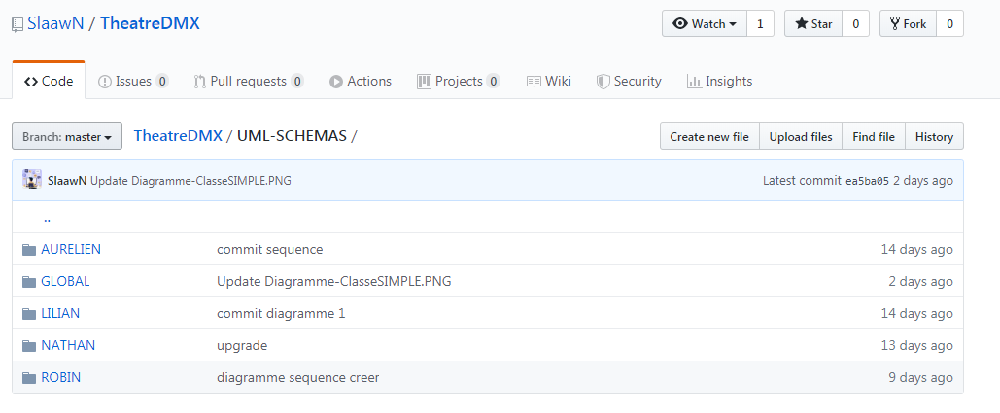 SlaawN / TheatreDMX Watch 1 Star 0 Fork 0
Code Issues 0 Pull requests 0 Actions Projects 0 Wiki Security Insights
Branch: master TheatreDMX / UML-SCHEMAS / Create new file Upload files Find file History
SlaawN Update Diagramme-ClasseSIMPLE.PNG Latest commit ea5ba05 2 days ago
..
AURELIEN commit sequence 14 days ago
GLOBAL Update Diagramme-ClasseSIMPLE.PNG 2 days ago
LILIAN commit diagramme 1 14 days ago
NATHAN upgrade 13 days ago
ROBIN diagramme sequence creer 9 days ago